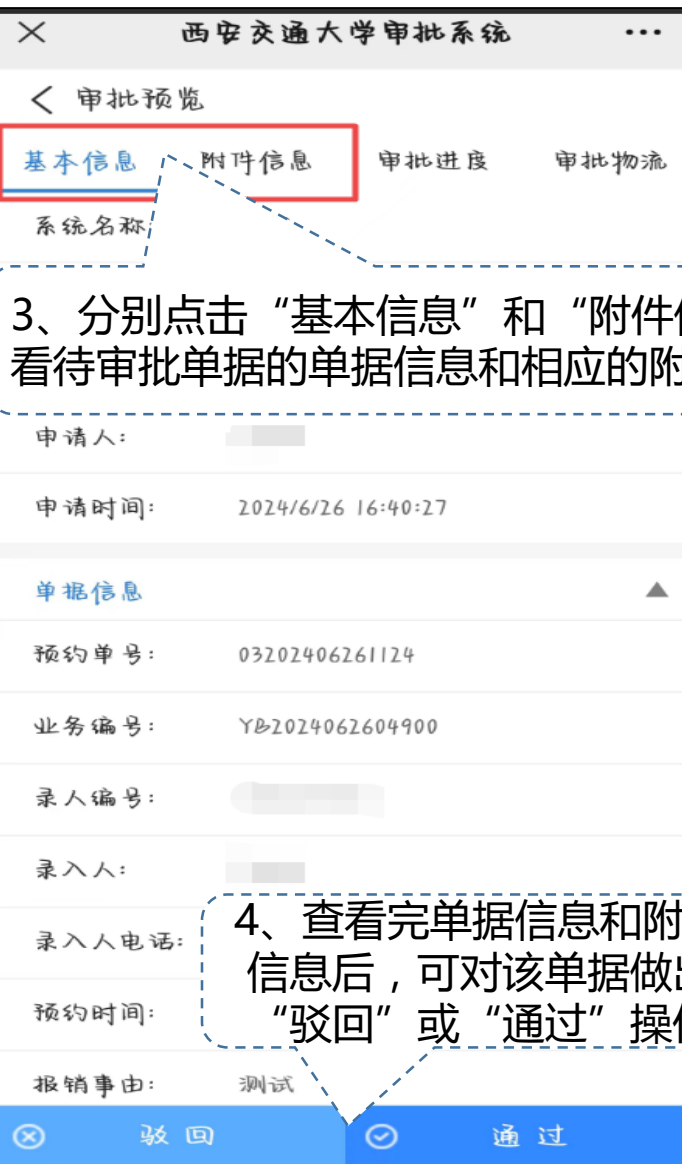 西安交通大学审批系统
审批预览
基本信息 附件信息 审批进度 审批物流
系统名称:
3、分别点击“基本信息”和“附件
看待审批单据的单据信息和相应的附
申请人:
申请时间: 2024/6/26 16:40:27
单据信息
预约单号: 03202406261124
业务编号: YB2024062604900
录入编号:
录入人:
录入人电话:
预约时间:
报销事由: 测试
4、查看完单据信息和附
信息后，可对该单据做出
“驳回”或“通过”操作
驳回 通过